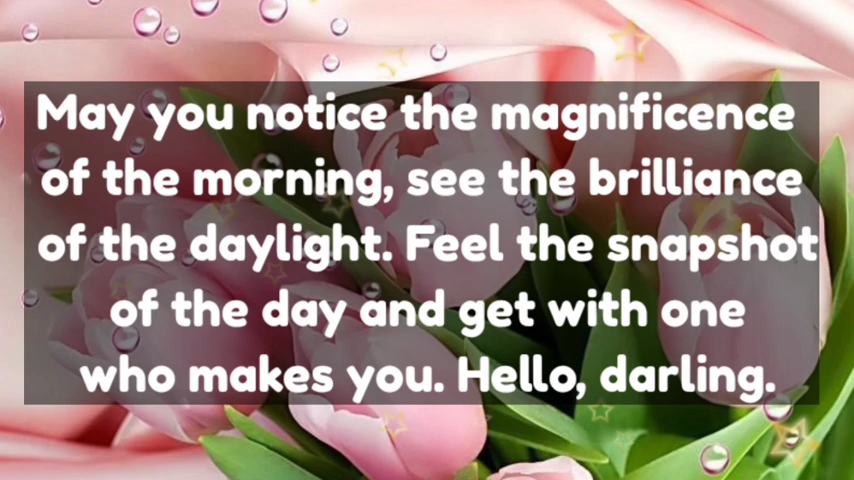 May you notice the magnificence
of the morning, see the brilliance
of the daylight. Feel the snapshot
of the day and get with one
who makes you. Hello, darling.